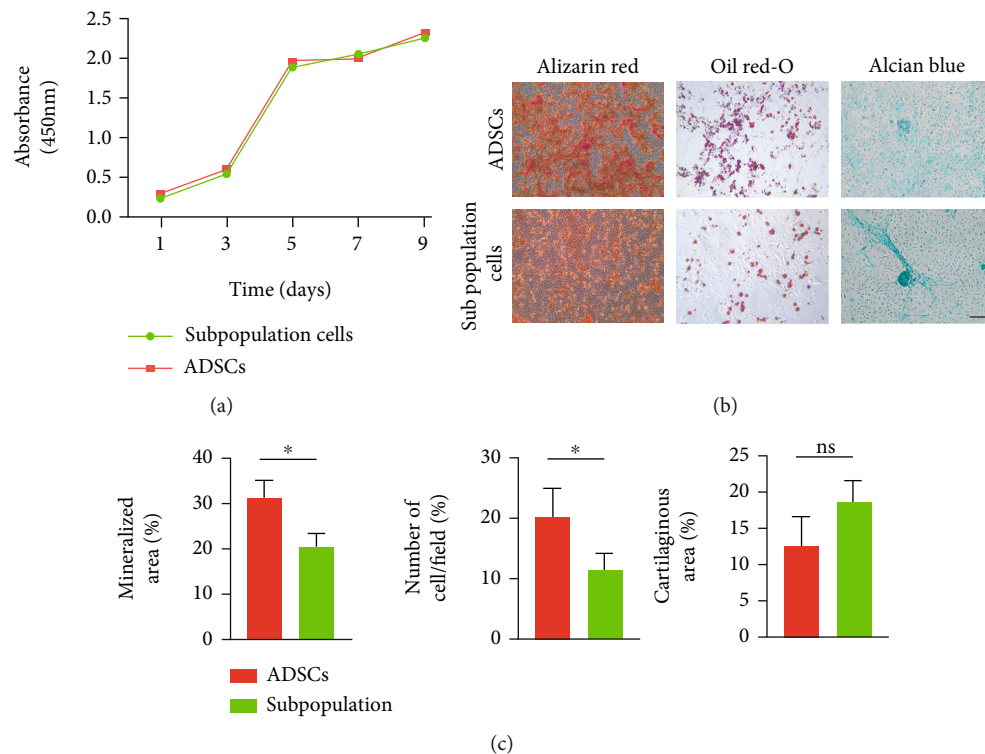 2.5
2.0
1.5
1.0
0.5
0.0
Absorbance
(450nm)
1 3 5 7 9
Time (days)
Subpopulation cells
ADSCs
(a)
Alizarin red Oil red-O Alcian blue
ADSCs
Sub population
cells
(b)
40
30
20
10
0
Mineralized
area (%)
*
30
20
10
0
Number of
cell/field (%)
*
25
20
15
10
5
0
Cartilaginous
area (%)
ns
ADSCs
Subpopulation
(c)